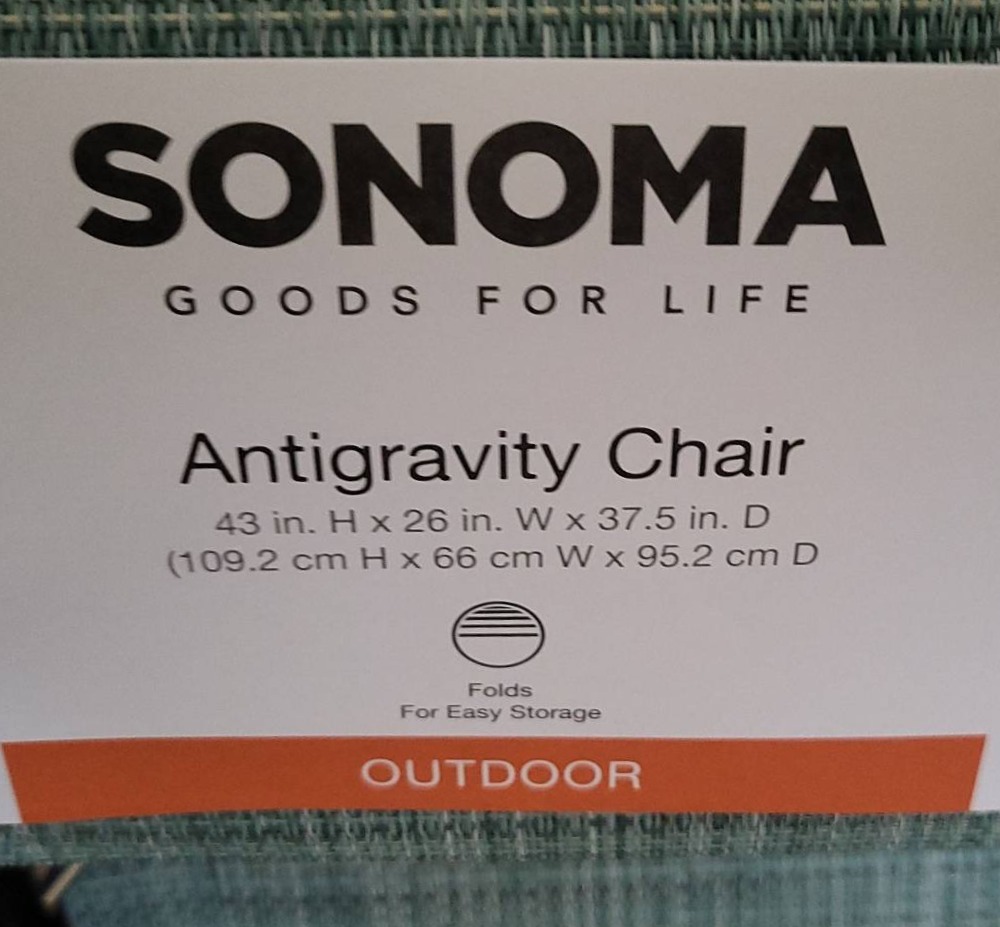 SONOMA
GOODS FOR LIFE
Antigravity Chair
43 in. H x 26 in. W x 37.5 in. D
(109.2 cm H x 66 cm W x 95.2 cm D
Folds
For Easy Storage
OUTDOOR